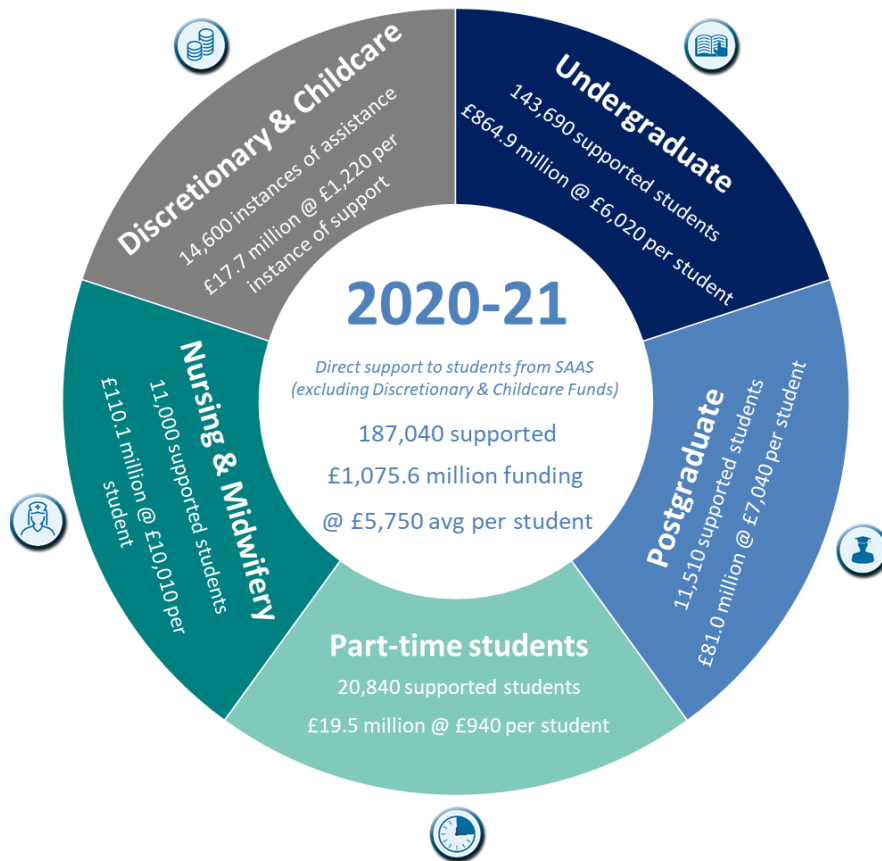 Discretionary & Childcare
14,600 instances of assistance
£17.7 million @ £1,220 per
instance of support
Undergraduate
143,690 supported students
£864.9 million @ £6,020 per student
2020-21
Direct support to students from SAAS
(excluding Discretionary & Childcare Funds)
187,040 supported
£1,075.6 million funding
@ £5,750 avg per student
Nursing & Midwifery
11,000 supported students
£110.1 million @ £10,010 per
student
Postgraduate
11,510 supported students
£81.0 million @ £7,040 per student
Part-time students
20,840 supported students
£19.5 million @ £940 per student